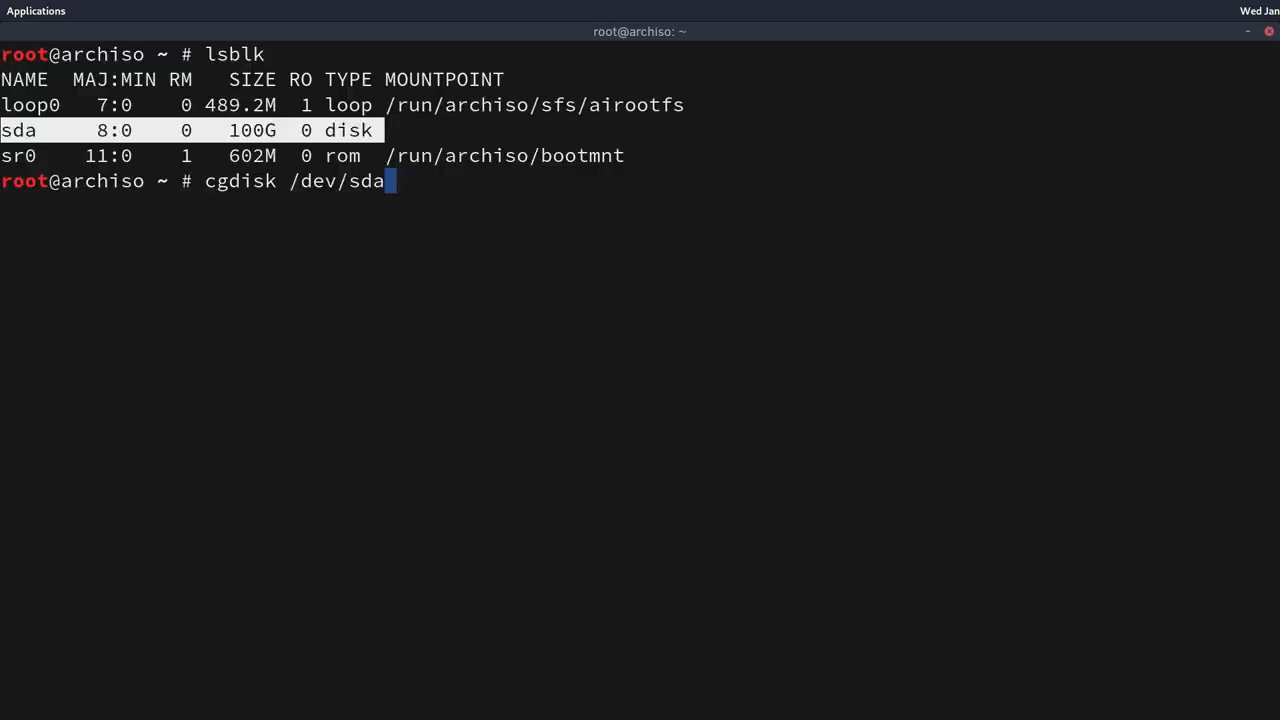 Applications
Wed Jan
root@archiso: ~
root@archiso ~ # lsblk
NAME MAJ:MIN RM SIZE RO TYPE MOUNTPOINT
loop0 7:0 0 489.2M 1 loop /run/archiso/sfs/airootfs
sda 8:0 0 100G 0 disk
sr0 11:0 1 602M 0 rom /run/archiso/bootmnt
root@archiso ~ # cgdisk /dev/sda